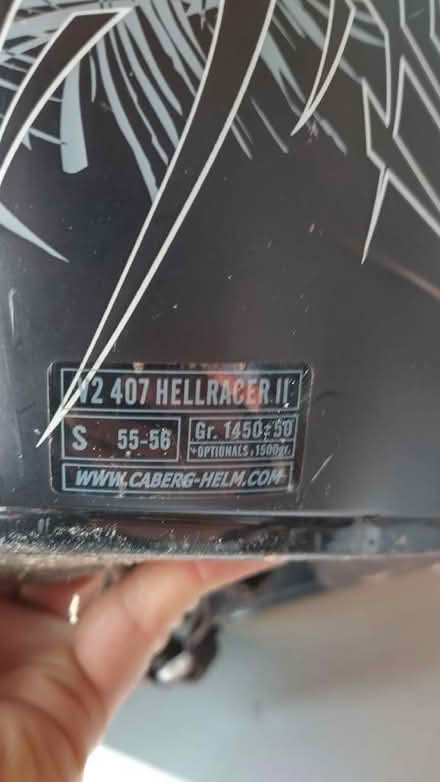 V2 407 HELLRACER II
S 55-56
Gr. 1450±50
+OPTIONALS ±1500gr.
WWW.CABERG-HELM.COM